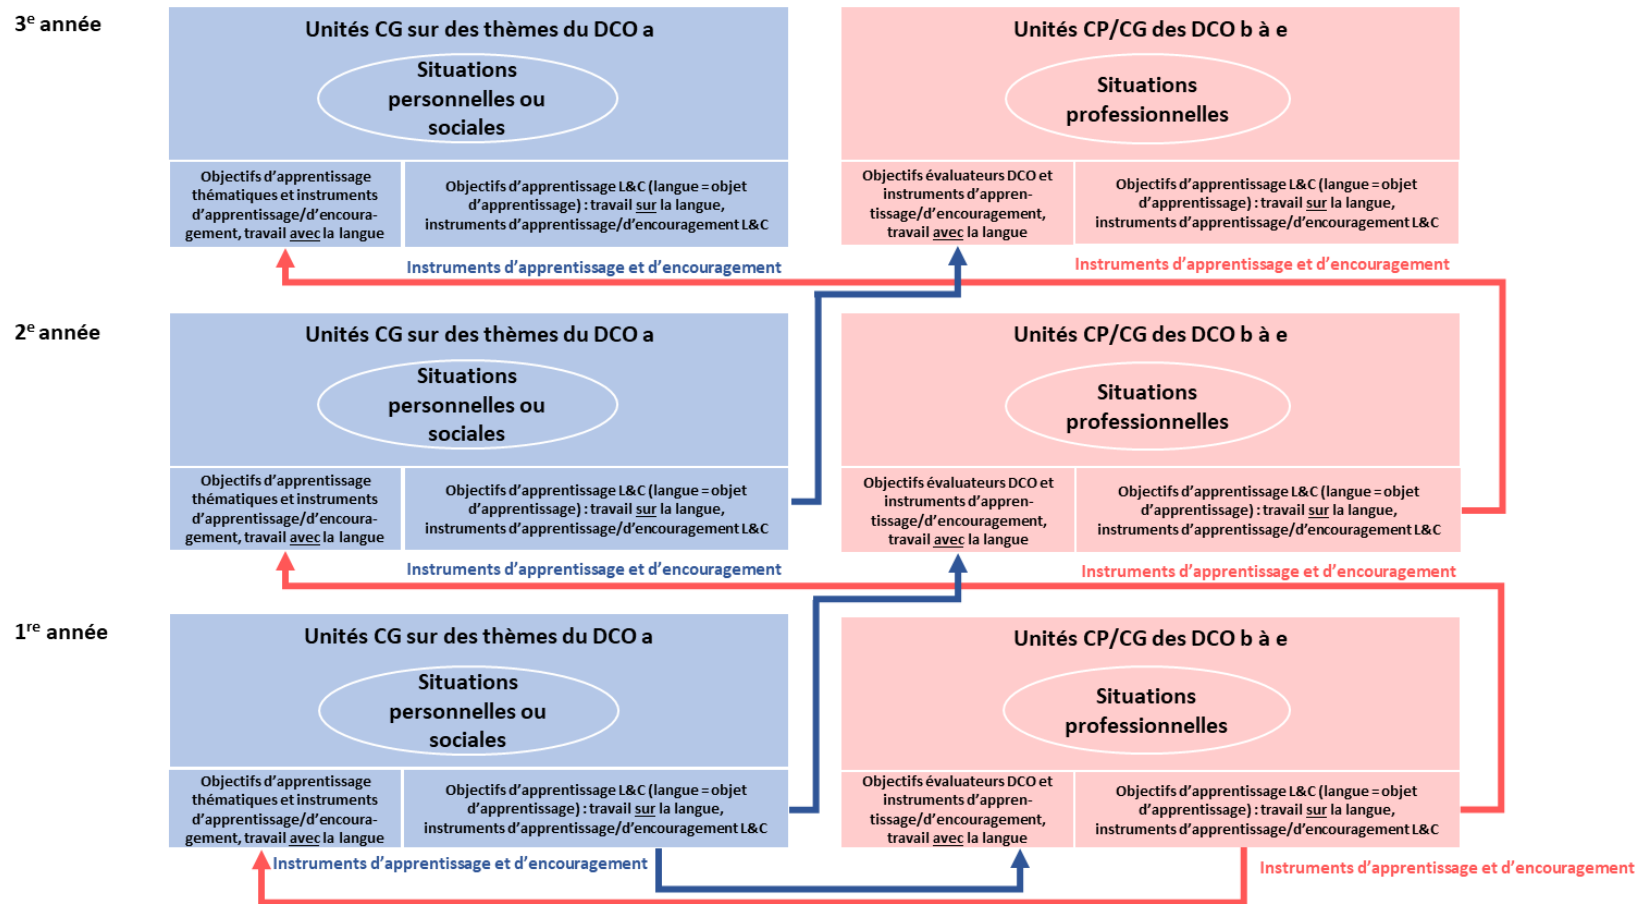 3e année
Unités CG sur des thèmes du DCO a
Situations
personnelles ou
sociales
Objectifs d’apprentissage
thématiques et instruments
d’apprentissage/d’encoura-
gement, travail avec la langue
Objectifs d’apprentissage L&C (langue = objet
d’apprentissage) : travail sur la langue,
instruments d’apprentissage/d’encouragement L&C
Unités CP/CG des DCO b à e
Situations
professionnelles
Objectifs évaluateurs DCO et
instruments d’appren-
tissage/d’encouragement,
travail avec la langue
Objectifs d’apprentissage L&C (langue = objet
d’apprentissage) : travail sur la langue,
instruments d’apprentissage/d’encouragement L&C
Instruments d’apprentissage et d’encouragement
Instruments d’apprentissage et d’encouragement
2e année
Unités CG sur des thèmes du DCO a
Situations
personnelles ou
sociales
Objectifs d’apprentissage
thématiques et instruments
d’apprentissage/d’encoura-
gement, travail avec la langue
Objectifs d’apprentissage L&C (langue = objet
d’apprentissage) : travail sur la langue,
instruments d’apprentissage/d’encouragement L&C
Unités CP/CG des DCO b à e
Situations
professionnelles
Objectifs évaluateurs DCO et
instruments d’appren-
tissage/d’encouragement,
travail avec la langue
Objectifs d’apprentissage L&C (langue = objet
d’apprentissage) : travail sur la langue,
instruments d’apprentissage/d’encouragement L&C
Instruments d’apprentissage et d’encouragement
Instruments d’apprentissage et d’encouragement
1re année
Unités CG sur des thèmes du DCO a
Situations
personnelles ou
sociales
Objectifs d’apprentissage
thématiques et instruments
d’apprentissage/d’encoura-
gement, travail avec la langue
Objectifs d’apprentissage L&C (langue = objet
d’apprentissage) : travail sur la langue,
instruments d’apprentissage/d’encouragement L&C
Unités CP/CG des DCO b à e
Situations
professionnelles
Objectifs évaluateurs DCO et
instruments d’appren-
tissage/d’encouragement,
travail avec la langue
Objectifs d’apprentissage L&C (langue = objet
d’apprentissage) : travail sur la langue,
instruments d’apprentissage/d’encouragement L&C
Instruments d’apprentissage et d’encouragement
Instruments d’apprentissage et d’encouragement